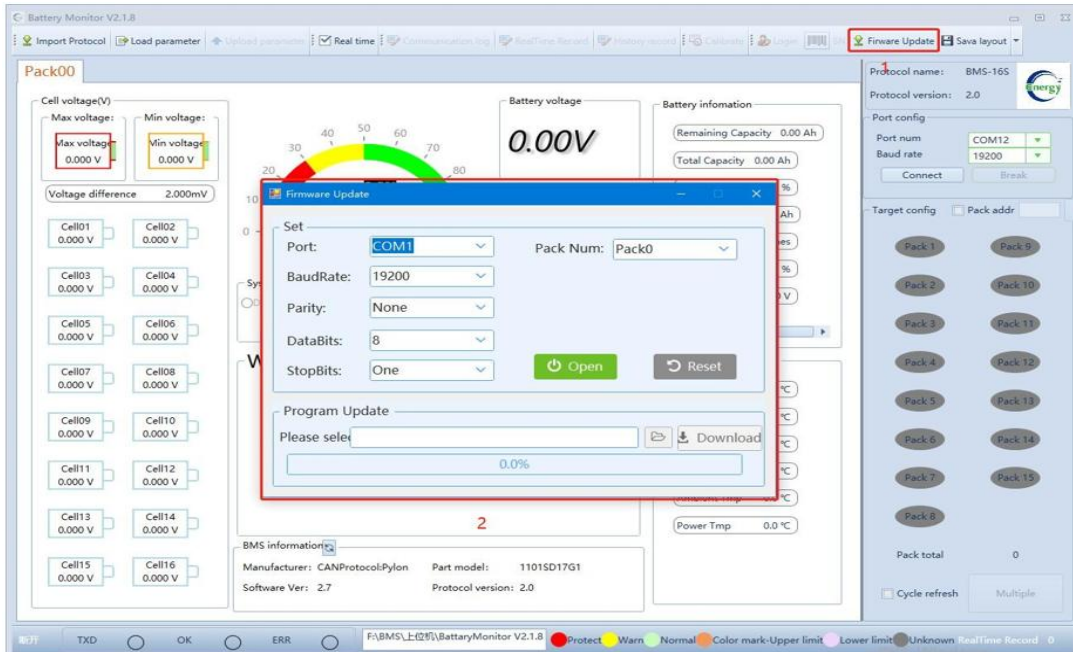 Battery Monitor V2.1.8
Import Protocol Load parameter Upload parameter Real time Communication log RealTime Record History record Calibrate Login EN Firware Update Sava layout
1
Pack00
Cell voltage(V)
Max voltage: Min voltage:
Max voltage Min voltage
0.000 V 0.000 V
Voltage difference 2.000mV
Cell01 Cell02
0.000 V 0.000 V
Cell03 Cell04
0.000 V 0.000 V
Cell05 Cell06
0.000 V 0.000 V
Cell07 Cell08
0.000 V 0.000 V
Cell09 Cell10
0.000 V 0.000 V
Cell11 Cell12
0.000 V 0.000 V
Cell13 Cell14
0.000 V 0.000 V
Cell15 Cell16
0.000 V 0.000 V
0 10 20 30 40 50 60 70 80
Battery voltage
0.00V
Battery infomation
Remaining Capacity 0.00 Ah
Total Capacity 0.00 Ah
%
Ah
%
V
Firmware Update
Set
Port: COM1 Pack Num: Pack0
BaudRate: 19200
Parity: None
DataBits: 8
StopBits: One Open Reset
Program Update
Please selec Download
0.0%
2
℃
℃
℃
℃
Ambient Tmp 0.0 ℃
Power Tmp 0.0 ℃
BMS information
Manufacturer: CANProtocol:Pylon Part model: 1101SD17G1
Software Ver: 2.7 Protocol version: 2.0
Protocol name: BMS-16S
Protocol version: 2.0
energy
Port config
Port num COM12
Baud rate 19200
Connect Break
Target config Pack addr
Pack 1 Pack 9
Pack 2 Pack 10
Pack 3 Pack 11
Pack 4 Pack 12
Pack 5 Pack 13
Pack 6 Pack 14
Pack 7 Pack 15
Pack 8
Pack total 0
Cycle refresh Multiple
断开 TXD OK ERR F:\BMS\上位机\BattaryMonitor V2.1.8 Protect Warn Normal Color mark-Upper limit Lower limit Unknown RealTime Record 0